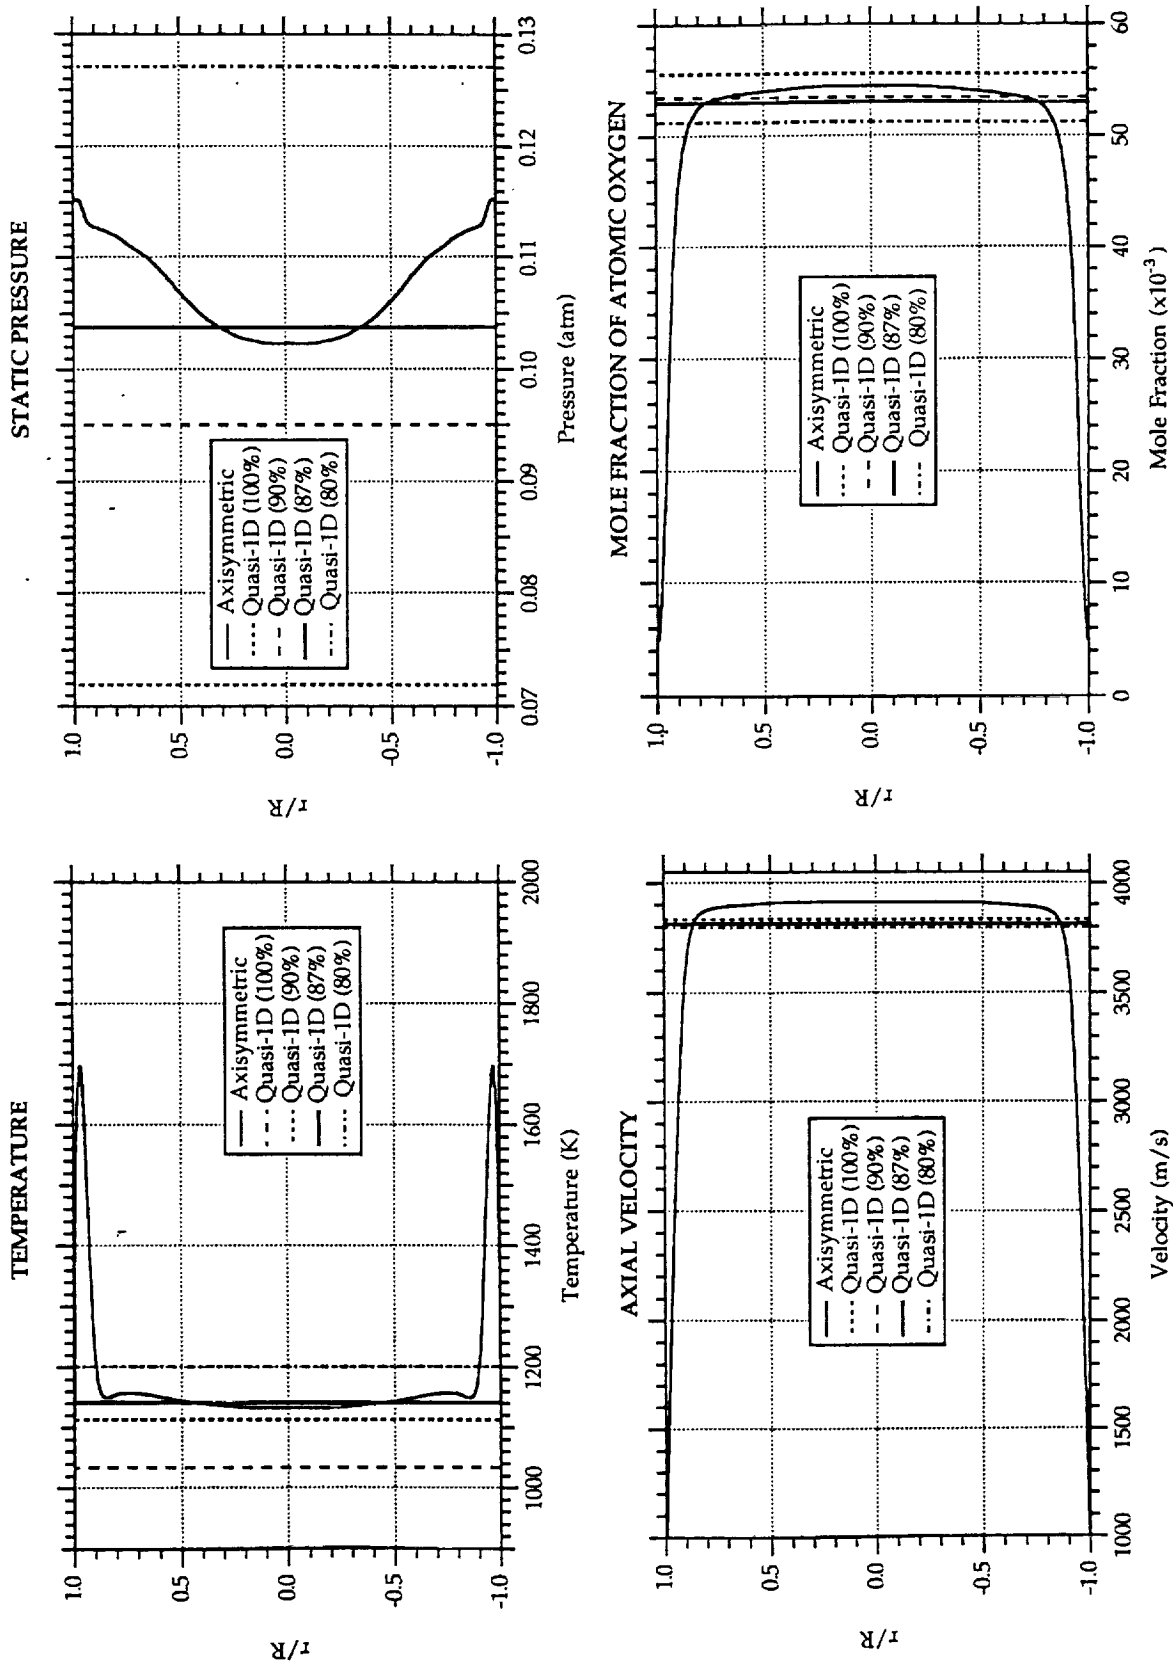 TEMPERATURE
r/R
1.0
0.5
0.0
-0.5
-1.0
Axisymmetric
Quasi-1D (100%)
Quasi-1D (90%)
Quasi-1D (87%)
Quasi-1D (80%)
1000 1200 1400 1600 1800 2000
Temperature (K)
STATIC PRESSURE
r/R
1.0
0.5
0.0
-0.5
-1.0
Axisymmetric
Quasi-1D (100%)
Quasi-1D (90%)
Quasi-1D (87%)
Quasi-1D (80%)
0.07 0.08 0.09 0.10 0.11 0.12 0.13
Pressure (atm)
AXIAL VELOCITY
r/R
1.0
0.5
0.0
-0.5
-1.0
Axisymmetric
Quasi-1D (100%)
Quasi-1D (90%)
Quasi-1D (87%)
Quasi-1D (80%)
1000 1500 2000 2500 3000 3500 4000
Velocity (m/s)
MOLE FRACTION OF ATOMIC OXYGEN
r/R
1.0
0.5
0.0
-0.5
-1.0
Axisymmetric
Quasi-1D (100%)
Quasi-1D (90%)
Quasi-1D (87%)
Quasi-1D (80%)
0 10 20 30 40 50 60
Mole Fraction (x10⁻³)